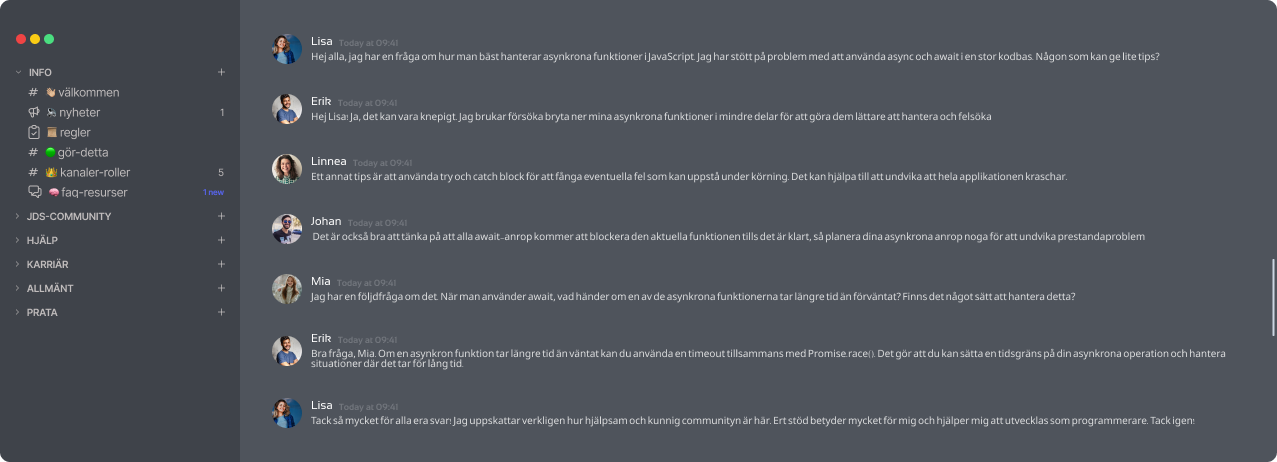 INFO +
# 👋🏼 välkommen
🔊 nyheter 1
📜 regler
# 🟢 gör-detta
# 👑 kanaler-roller 5
🧠 faq-resurser 1 new
JDS-COMMUNITY +
HJÄLP +
KARRIÄR +
ALLMÄNT +
PRATA +
Lisa Today at 09:41
Hej alla, jag har en fråga om hur man bäst hanterar asynkrona funktioner i JavaScript. Jag har stött på problem med att använda async och await i en stor kodbas. Någon som kan ge lite tips?
Erik Today at 09:41
Hej Lisa! Ja, det kan vara knepigt. Jag brukar försöka bryta ner mina asynkrona funktioner i mindre delar för att göra dem lättare att hantera och felsöka
Linnea Today at 09:41
Ett annat tips är att använda try och catch block för att fånga eventuella fel som kan uppstå under körning. Det kan hjälpa till att undvika att hela applikationen kraschar.
Johan Today at 09:41
Det är också bra att tänka på att alla await-anrop kommer att blockera den aktuella funktionen tills det är klart, så planera dina asynkrona anrop noga för att undvika prestandaproblem
Mia Today at 09:41
Jag har en följdfråga om det. När man använder await, vad händer om en av de asynkrona funktionerna tar längre tid än förväntat? Finns det något sätt att hantera detta?
Erik Today at 09:41
Bra fråga, Mia. Om en asynkron funktion tar längre tid än väntat kan du använda en timeout tillsammans med Promise.race(). Det gör att du kan sätta en tidsgräns på din asynkrona operation och hantera
situationer där det tar för lång tid.
Lisa Today at 09:41
Tack så mycket för alla era svar! Jag uppskattar verkligen hur hjälpsam och kunnig communityn är här. Ert stöd betyder mycket för mig och hjälper mig att utvecklas som programmerare. Tack igen!